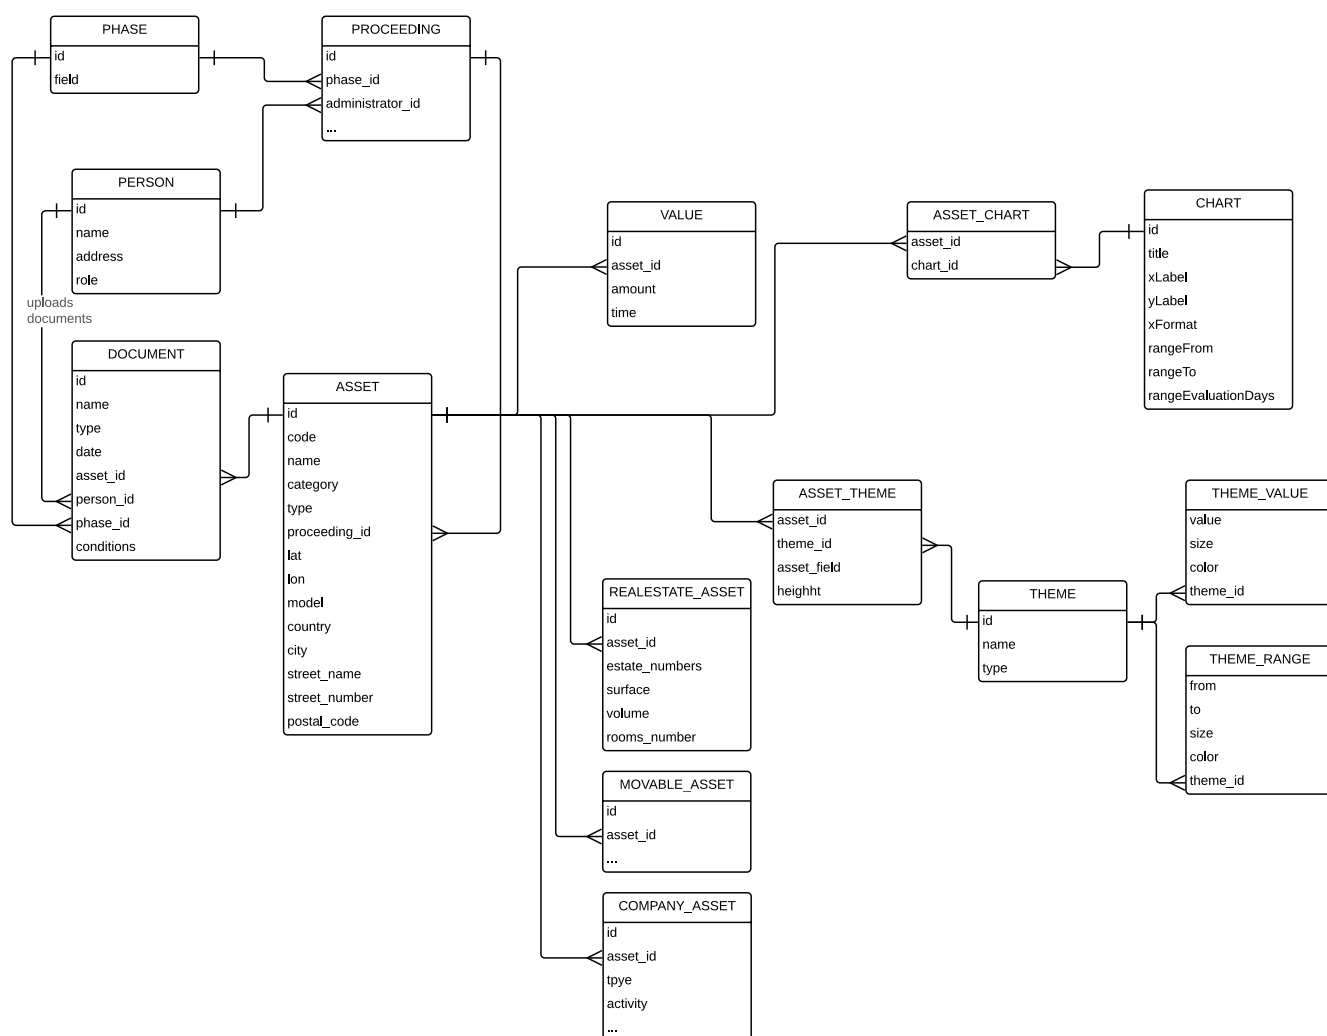 PHASE
id
field
PROCEEDING
id
phase_id
administrator_id
...
PERSON
id
name
address
role
uploads
documents
DOCUMENT
id
name
type
date
asset_id
person_id
phase_id
conditions
ASSET
id
code
name
category
type
proceeding_id
lat
lon
model
country
city
street_name
street_number
postal_code
VALUE
id
asset_id
amount
time
ASSET_CHART
asset_id
chart_id
CHART
id
title
xLabel
yLabel
xFormat
rangeFrom
rangeTo
rangeEvaluationDays
ASSET_THEME
asset_id
theme_id
asset_field
heighht
THEME
id
name
type
THEME_VALUE
value
size
color
theme_id
THEME_RANGE
from
to
size
color
theme_id
REALESTATE_ASSET
id
asset_id
estate_numbers
surface
volume
rooms_number
MOVABLE_ASSET
id
asset_id
...
COMPANY_ASSET
id
asset_id
tpye
activity
...